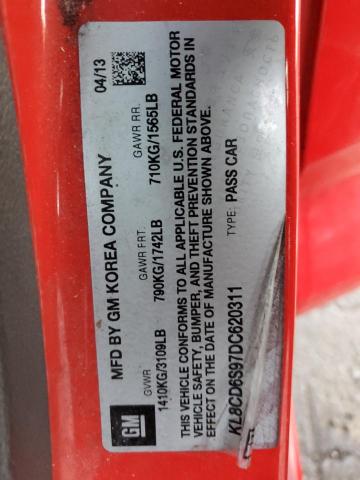 GM
MFD BY GM KOREA COMPANY 04/13
GVWR GAWR FRT. GAWR RR.
1410KG/3109LB 790KG/1742LB 710KG/1565LB
THIS VEHICLE CONFORMS TO ALL APPLICABLE U.S. FEDERAL MOTOR
VEHICLE SAFETY, BUMPER, AND THEFT PREVENTION STANDARDS IN
EFFECT ON THE DATE OF MANUFACTURE SHOWN ABOVE.
KL8CD6S97DC620311 TYPE: PASS CAR